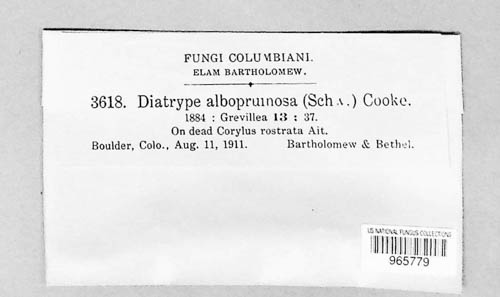 FUNGI COLUMBIANI.
ELAM BARTHOLOMEW.
3618. Diatrype albopruinosa (Schw.) Cooke.
1884 : Grevillea 13 : 37.
On dead Corylus rostrata Ait.
Boulder, Colo., Aug. 11, 1911. Bartholomew & Bethel.
US NATIONAL FUNGUS COLLECTIONS
965779